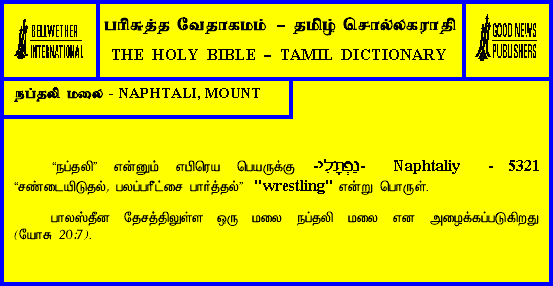 BELLWETHER
INTERNATIONAL
பரிசுத்த வேதாகமம் – தமிழ் சொல்லகராதி
THE HOLY BIBLE – TAMIL DICTIONARY
GOOD NEWS
PUBLISHERS
நப்தலி மலை - NAPHTALI, MOUNT
“நப்தலி” என்னும் எபிரெய பெயருக்கு -נַפְתָּלִי- Naphtaliy - 5321
“சண்டையிடுதல், பலப்பரீட்சை பார்த்தல்” "wrestling" என்று பொருள்.
பாலஸ்தீன தேசத்திலுள்ள ஒரு மலை நப்தலி மலை என அழைக்கப்படுகிறது
(யோசு 20:7).